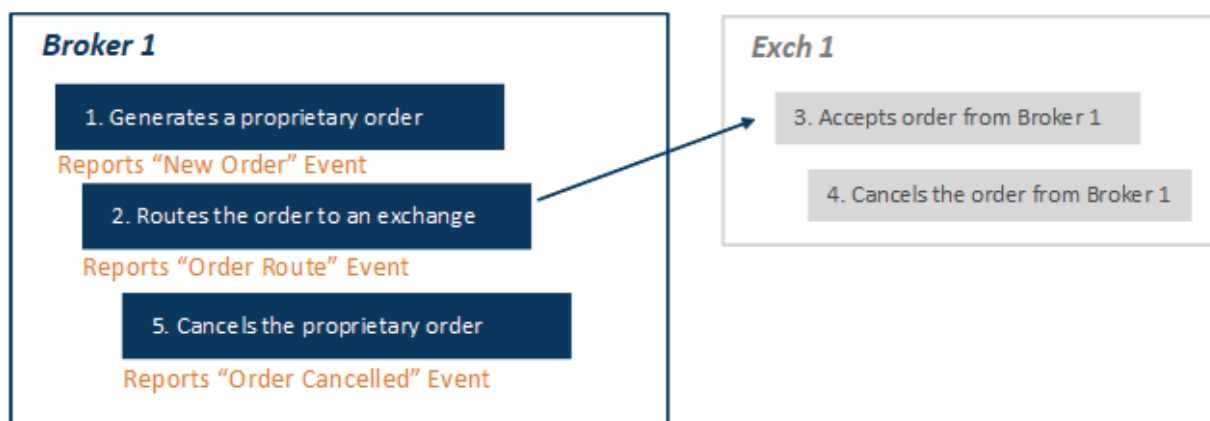 Broker 1
1. Generates a proprietary order
Reports “New Order” Event
2. Routes the order to an exchange
Reports “Order Route” Event
5. Cancels the proprietary order
Reports “Order Cancelled” Event
Exch 1
3. Accepts order from Broker 1
4. Cancels the order from Broker 1